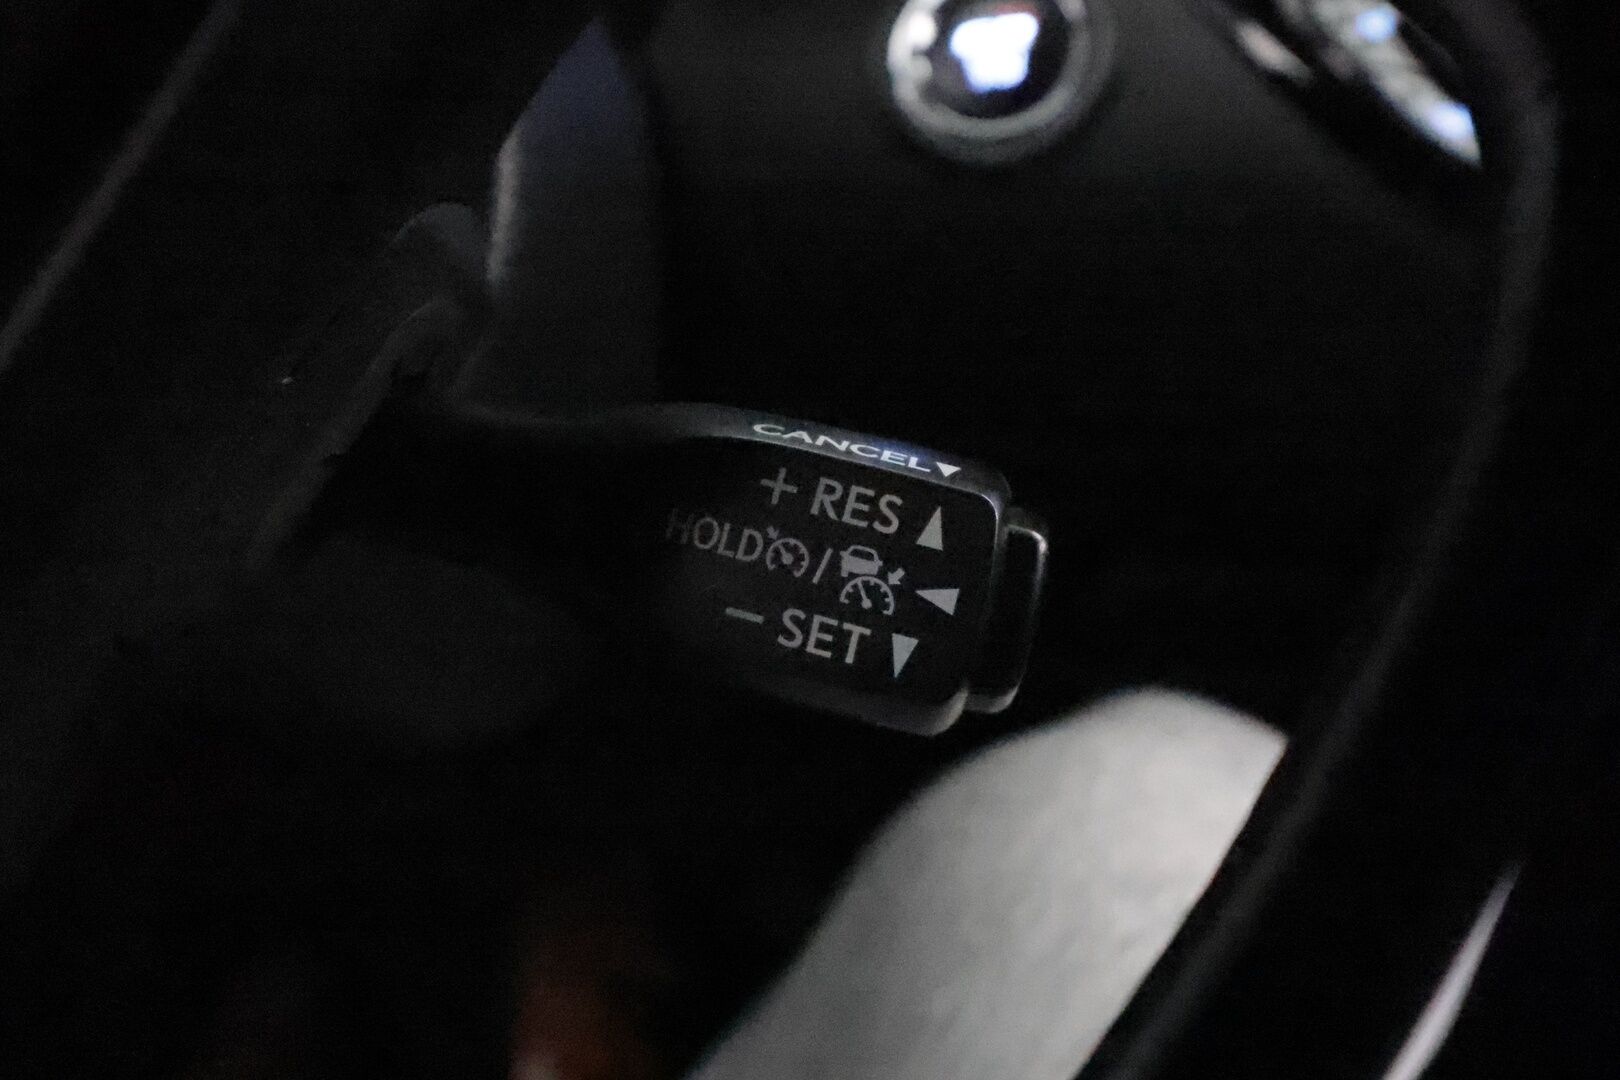 CANCEL▼
+ RES ▲
HOLD /
− SET ▼